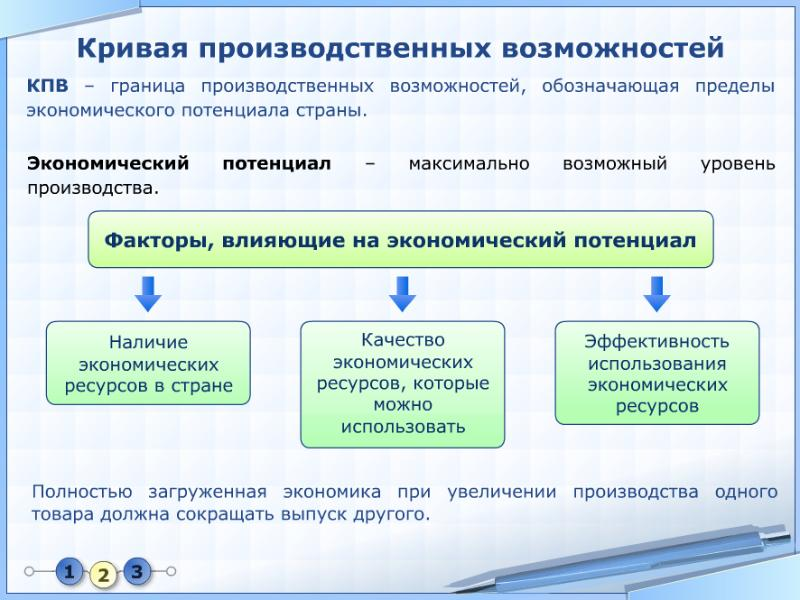 Кривая производственных возможностей
КПВ – граница производственных возможностей, обозначающая пределы
экономического потенциала страны.
Экономический потенциал – максимально возможный уровень
производства.
Факторы, влияющие на экономический потенциал
Наличие
экономических
ресурсов в стране
Качество
экономических
ресурсов, которые
можно
использовать
Эффективность
использования
экономических
ресурсов
Полностью загруженная экономика при увеличении производства одного
товара должна сокращать выпуск другого.
1 2 3